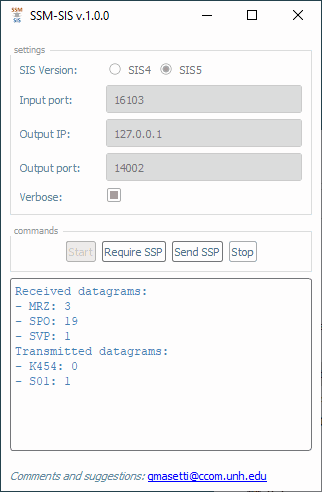 SSM
SIS
SSM-SIS v.1.0.0
settings
SIS Version: SIS4 SIS5
Input port: 16103
Output IP: 127.0.0.1
Output port: 14002
Verbose:
commands
Start Require SSP Send SSP Stop
Received datagrams:
- MRZ: 3
- SPO: 19
- SVP: 1
Transmitted datagrams:
- K454: 0
- S01: 1
Comments and suggestions: gmasetti@ccom.unh.edu